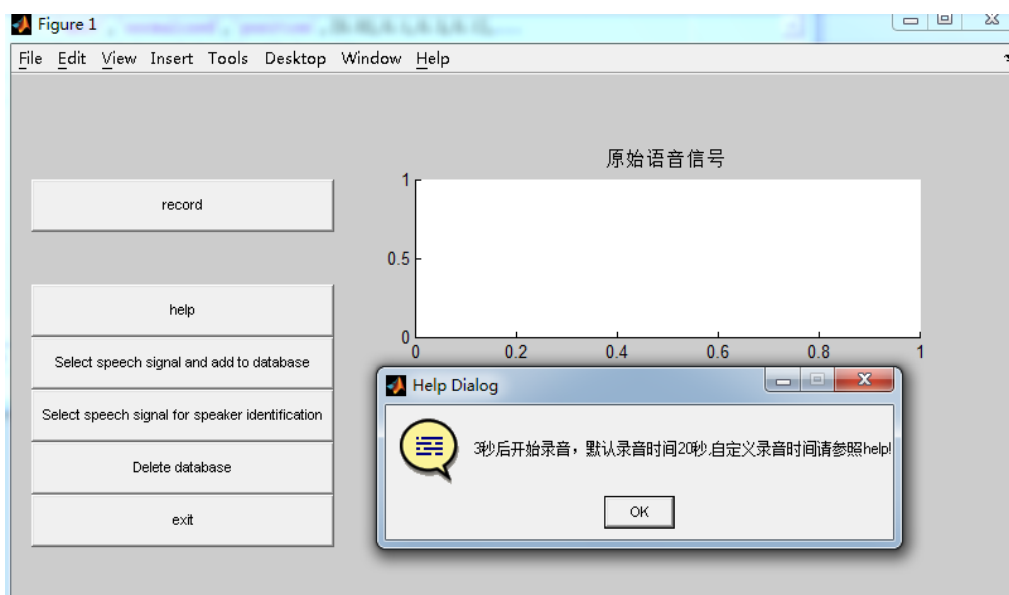 Figure 1
File Edit View Insert Tools Desktop Window Help
原始语音信号
record
help
Select speech signal and add to database
Select speech signal for speaker identification
Delete database
exit
1
0.5
0
0 0.2 0.4 0.6 0.8 1
Help Dialog
3秒后开始录音，默认录音时间20秒.自定义录音时间请参照help!
OK